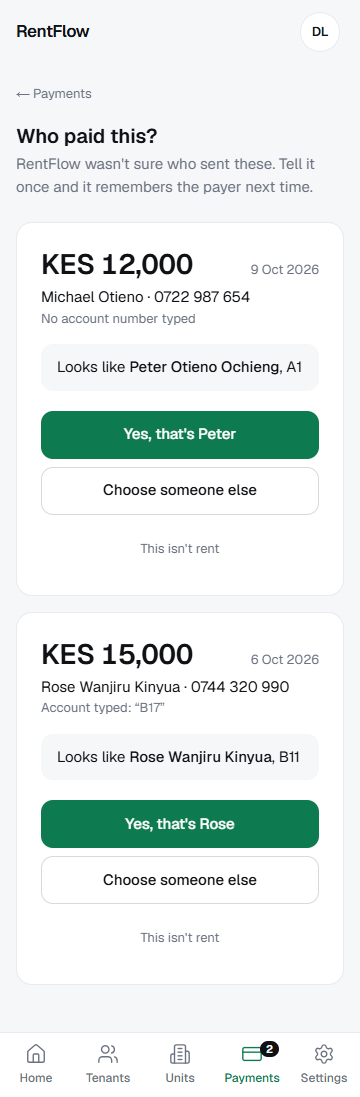 RentFlow
DL
← Payments
Who paid this?
RentFlow wasn't sure who sent these. Tell it
once and it remembers the payer next time.
KES 12,000
9 Oct 2026
Michael Otieno · 0722 987 654
No account number typed
Looks like Peter Otieno Ochieng, A1
Yes, that's Peter
Choose someone else
This isn't rent
KES 15,000
6 Oct 2026
Rose Wanjiru Kinyua · 0744 320 990
Account typed: “B17”
Looks like Rose Wanjiru Kinyua, B11
Yes, that's Rose
Choose someone else
This isn't rent
2
Home
Tenants
Units
Payments
Settings